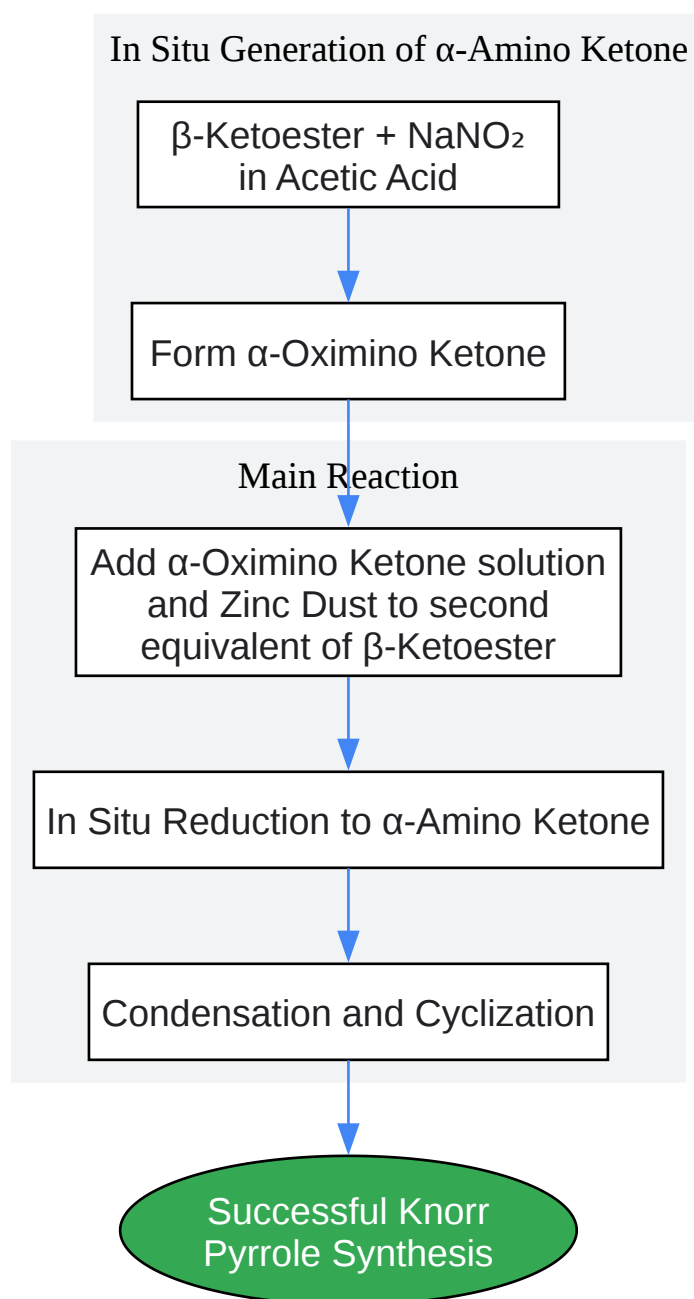 In Situ Generation of α-Amino Ketone
β-Ketoester + NaNO₂
in Acetic Acid
Form α-Oximino Ketone
Main Reaction
Add α-Oximino Ketone solution
and Zinc Dust to second
equivalent of β-Ketoester
In Situ Reduction to α-Amino Ketone
Condensation and Cyclization
Successful Knorr
Pyrrole Synthesis